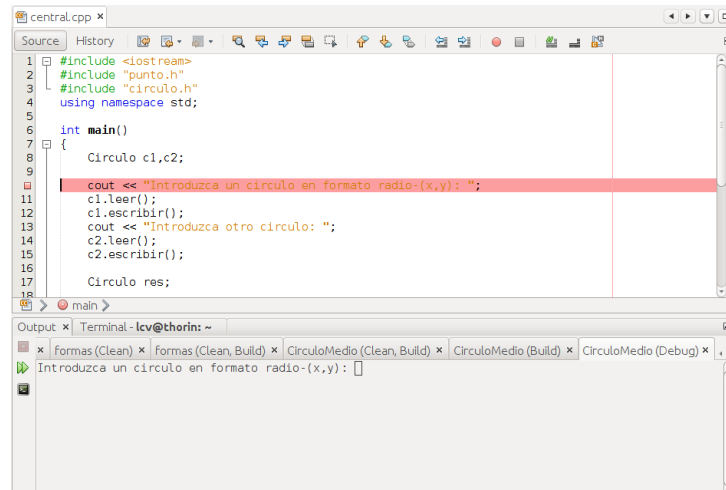 central.cpp ×
Source History
1 #include <iostream>
2 #include "punto.h"
3 #include "circulo.h"
4 using namespace std;
5
6 int main()
7 {
8 Circulo c1,c2;
9
cout << "Introduzca un circulo en formato radio-(x,y): ";
11 c1.leer();
12 c1.escribir();
13 cout << "Introduzca otro circulo: ";
14 c2.leer();
15 c2.escribir();
16
17 Circulo res;
18
main
Output × Terminal - lcv@thorin: ~
× formas (Clean) × formas (Clean, Build) × CirculoMedio (Clean, Build) × CirculoMedio (Build) × CirculoMedio (Debug) ×
Introduzca un circulo en formato radio-(x,y):